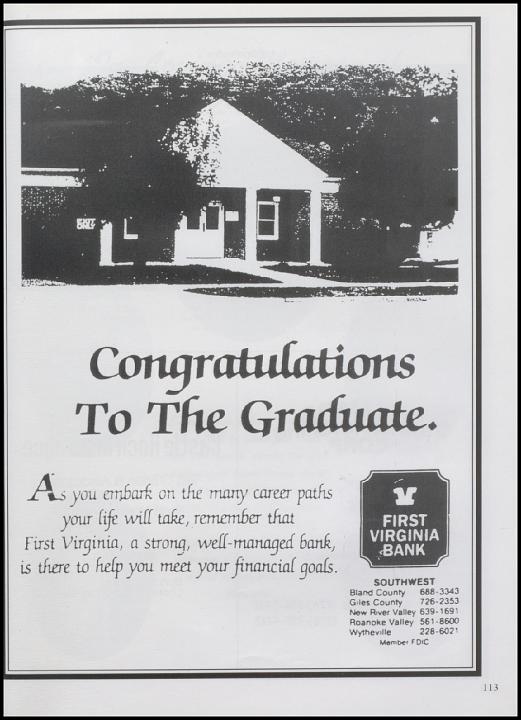 EXIT
ONLY
Congratulations
To The Graduate.
As you embark on the many career paths
your life will take, remember that
First Virginia, a strong, well-managed bank,
is there to help you meet your financial goals.
FIRST
VIRGINIA
BANK
SOUTHWEST
Bland County 688-3343
Giles County 726-2353
New River Valley 639-1691
Roanoke Valley 561-8600
Wytheville 228-6021
Member FDIC
113